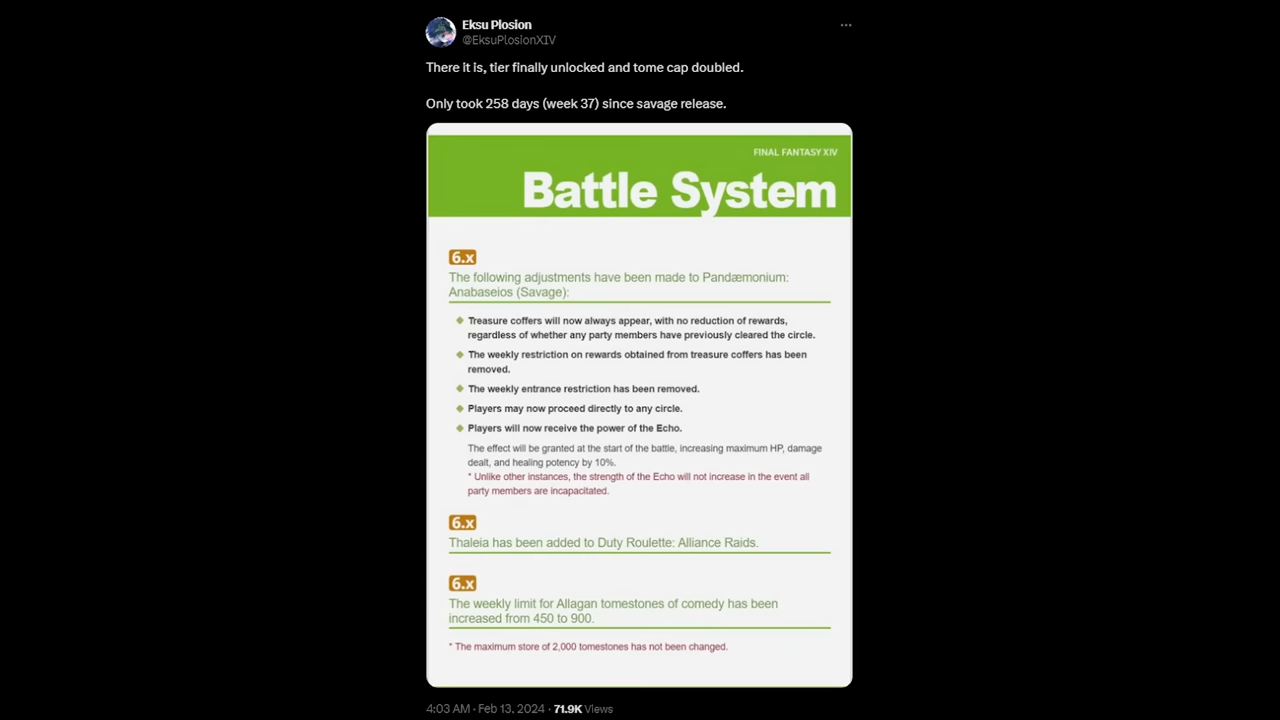 Eksu Plosion
@EksuPlosionXIV
There it is, tier finally unlocked and tome cap doubled.
Only took 258 days (week 37) since savage release.
FINAL FANTASY XIV
Battle System
6.x
The following adjustments have been made to Pandæmonium:
Anabaseios (Savage):
Treasure coffers will now always appear, with no reduction of rewards,
regardless of whether any party members have previously cleared the circle.
The weekly restriction on rewards obtained from treasure coffers has been
removed.
The weekly entrance restriction has been removed.
Players may now proceed directly to any circle.
Players will now receive the power of the Echo.
The effect will be granted at the start of the battle, increasing maximum HP, damage
dealt, and healing potency by 10%.
* Unlike other instances, the strength of the Echo will not increase in the event all
party members are incapacitated.
6.x
Thaleia has been added to Duty Roulette: Alliance Raids.
6.x
The weekly limit for Allagan tomestones of comedy has been
increased from 450 to 900.
* The maximum store of 2,000 tomestones has not been changed.
4:03 AM · Feb 13, 2024 · 71.9K Views